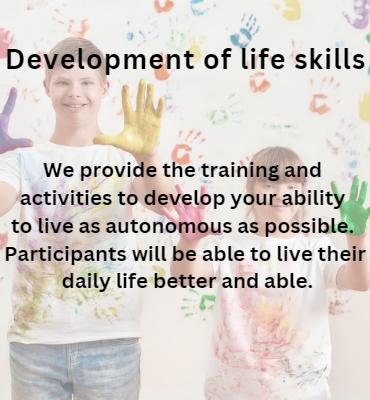 Development of life skills
We provide the training and
activities to develop your ability
to live as autonomous as possible.
Participants will be able to live their
daily life better and able.